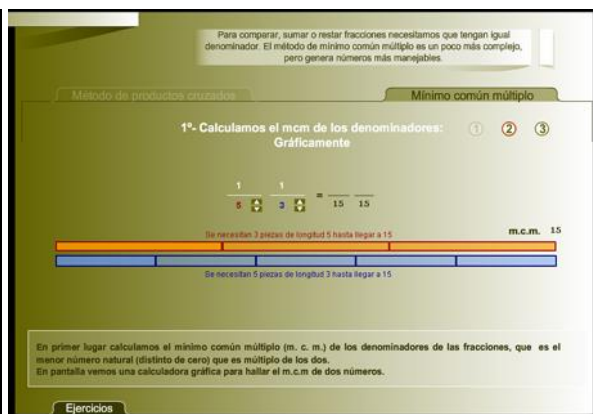 Para comparar, sumar o restar fracciones necesitamos que tengan igual
denominador. El método de mínimo común múltiplo es un poco más complejo,
pero genera números más manejables.
Método de productos cruzados
Mínimo común múltiplo
1º- Calculamos el mcm de los denominadores:
Gráficamente
1 2 3
1 1
5 3 = 15 15
Se necesitan 3 piezas de longitud 5 hasta llegar a 15
m.c.m. 15
Se necesitan 5 piezas de longitud 3 hasta llegar a 15
En primer lugar calculamos el mínimo común múltiplo (m. c. m.) de los denominadores de las fracciones, que es el
menor número natural (distinto de cero) que es múltiplo de los dos.
En pantalla vemos una calculadora gráfica para hallar el m.c.m de dos números.
Ejercicios